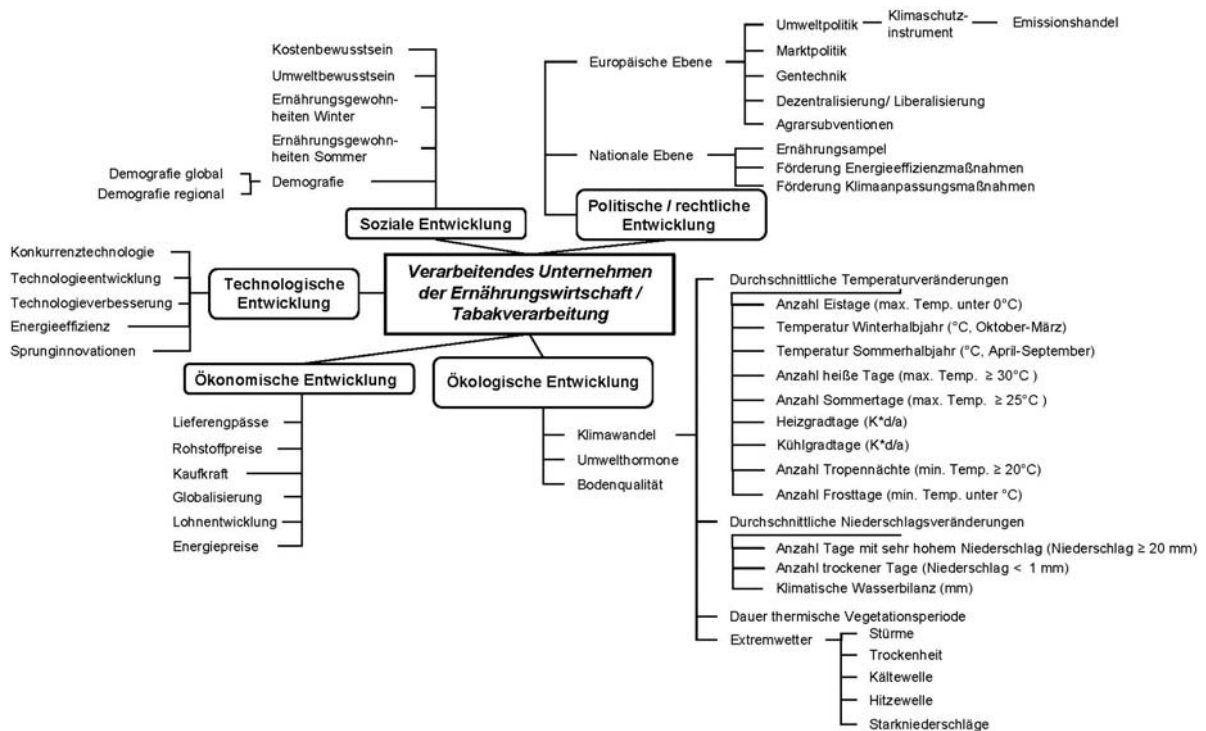 Kostenbewusstsein
Umweltbewusstsein
Ernährungsgewohn-
heiten Winter
Ernährungsgewohn-
heiten Sommer
Demografie
Demografie global
Demografie regional
Soziale Entwicklung
Europäische Ebene
Umweltpolitik
Klimaschutz-
instrument
Emissionshandel
Marktpolitik
Gentechnik
Dezentralisierung/ Liberalisierung
Agrarsubventionen
Nationale Ebene
Ernährungsampel
Förderung Energieeffizienzmaßnahmen
Förderung Klimaanpassungsmaßnahmen
Politische / rechtliche
Entwicklung
Konkurrenztechnologie
Technologieentwicklung
Technologieverbesserung
Energieeffizienz
Sprunginnovationen
Technologische
Entwicklung
Verarbeitendes Unternehmen
der Ernährungswirtschaft /
Tabakverarbeitung
Ökonomische Entwicklung
Lieferengpässe
Rohstoffpreise
Kaufkraft
Globalisierung
Lohnentwicklung
Energiepreise
Ökologische Entwicklung
Klimawandel
Umwelthormone
Bodenqualität
Durchschnittliche Temperaturveränderungen
Anzahl Eistage (max. Temp. unter 0°C)
Temperatur Winterhalbjahr (°C, Oktober-März)
Temperatur Sommerhalbjahr (°C, April-September)
Anzahl heiße Tage (max. Temp. ≥ 30°C )
Anzahl Sommertage (max. Temp. ≥ 25°C )
Heizgradtage (K*d/a)
Kühlgradtage (K*d/a)
Anzahl Tropennächte (min. Temp. ≥ 20°C)
Anzahl Frosttage (min. Temp. unter °C)
Durchschnittliche Niederschlagsveränderungen
Anzahl Tage mit sehr hohem Niederschlag (Niederschlag ≥ 20 mm)
Anzahl trockener Tage (Niederschlag < 1 mm)
Klimatische Wasserbilanz (mm)
Dauer thermische Vegetationsperiode
Extremwetter
Stürme
Trockenheit
Kältewelle
Hitzewelle
Starkniederschläge